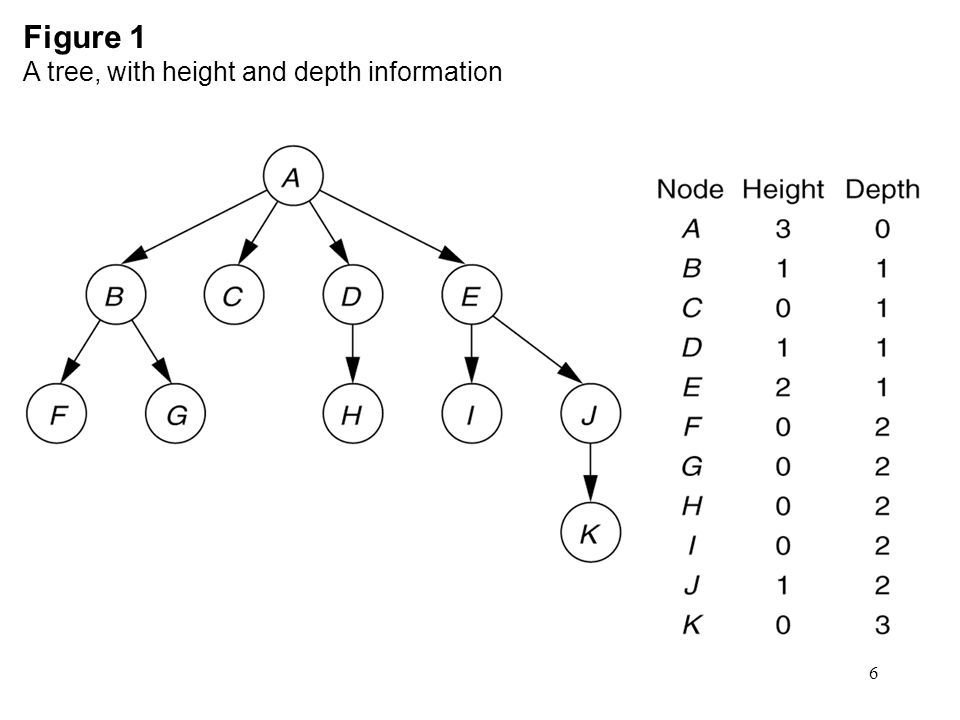 Figure 1
A tree, with height and depth information
A
B C D E
F G H I J
K
Node Height Depth
A 3 0
B 1 1
C 0 1
D 1 1
E 2 1
F 0 2
G 0 2
H 0 2
I 0 2
J 1 2
K 0 3
6